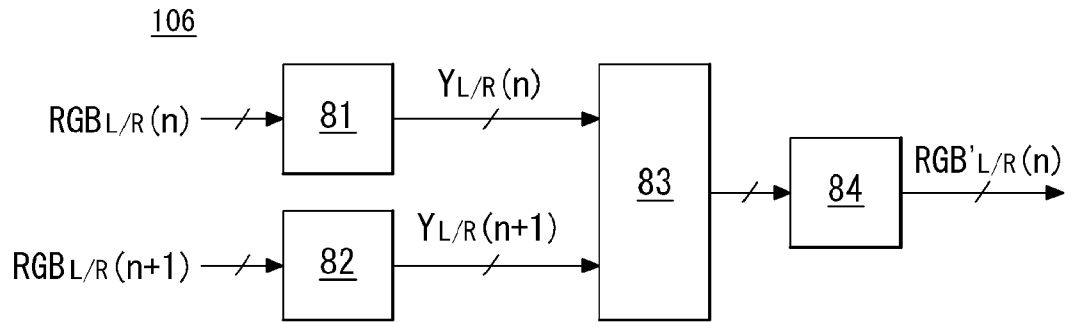 106
RGBL/R(n)
81
YL/R(n)
83
84
RGB'L/R(n)
RGBL/R(n+1)
82
YL/R(n+1)